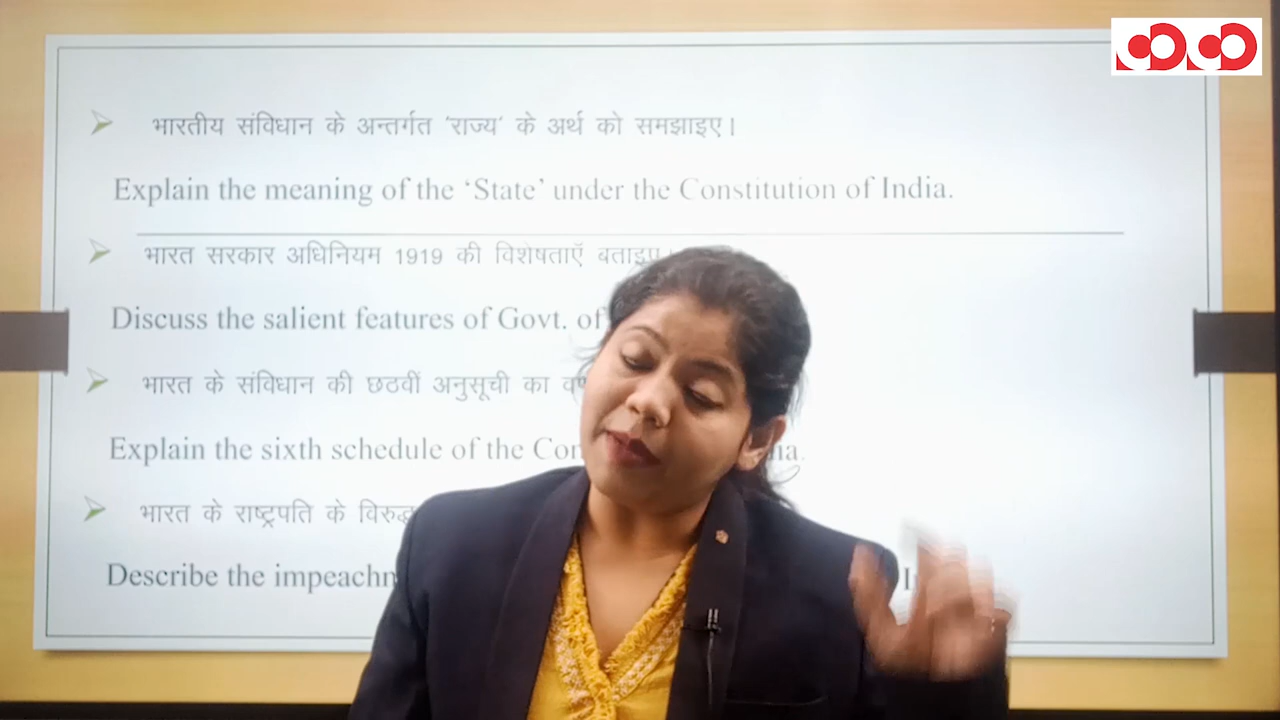 भारतीय संविधान के अन्तर्गत 'राज्य' के अर्थ को समझाइए।
Explain the meaning of the ‘State’ under the Constitution of India.
भारत सरकार अधिनियम 1919 की विशेषताऍ बताइए
Discuss the salient features of Govt. of
भारत के संविधान की छठवीं अनुसूची का
Explain the sixth schedule of the
भारत के राष्ट्रपति के विरुद्ध
Describe the